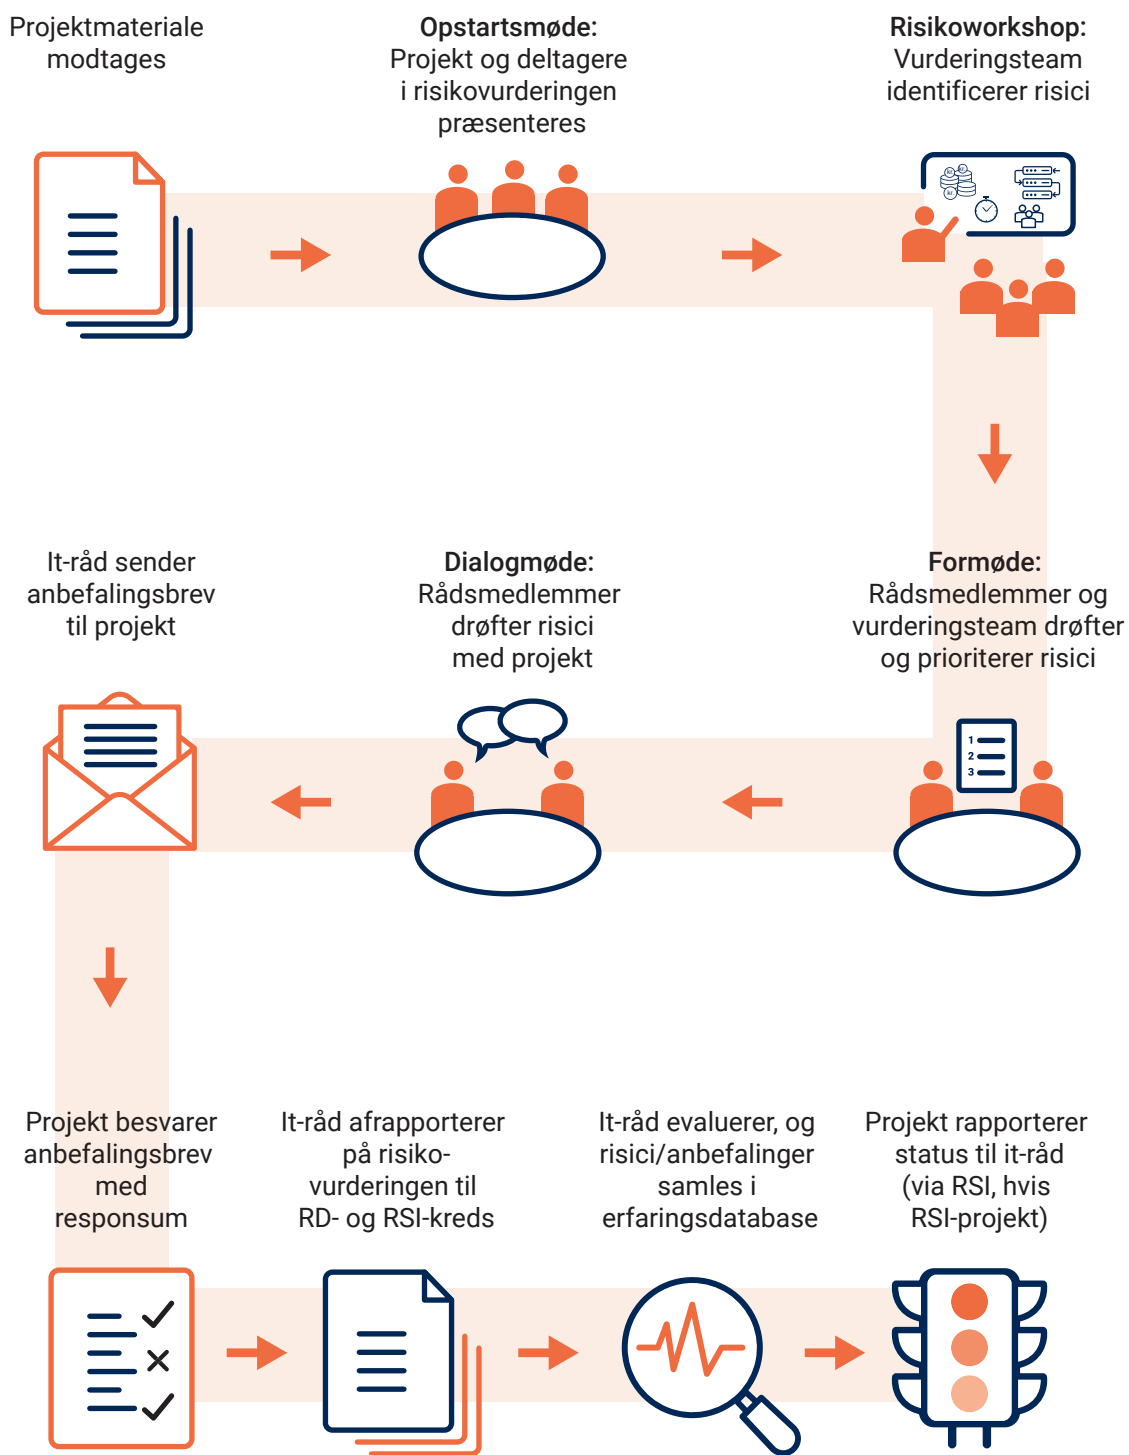 Projektmateriale
modtages
Opstartsmøde:
Projekt og deltagere
i risikovurderingen
præsenteres
Risikoworkshop:
Vurderingsteam
identificerer risici
kr.
kr.
kr.
Formøde:
Rådsmedlemmer og
vurderingsteam drøfter
og prioriterer risici
1
2
3
Dialogmøde:
Rådsmedlemmer
drøfter risici
med projekt
It-råd sender
anbefalingsbrev
til projekt
Projekt besvarer
anbefalingsbrev
med
responsum
It-råd afrapporterer
på risiko-
vurderingen til
RD- og RSI-kreds
It-råd evaluerer, og
risici/anbefalinger
samles i
erfaringsdatabase
Projekt rapporterer
status til it-råd
(via RSI, hvis
RSI-projekt)